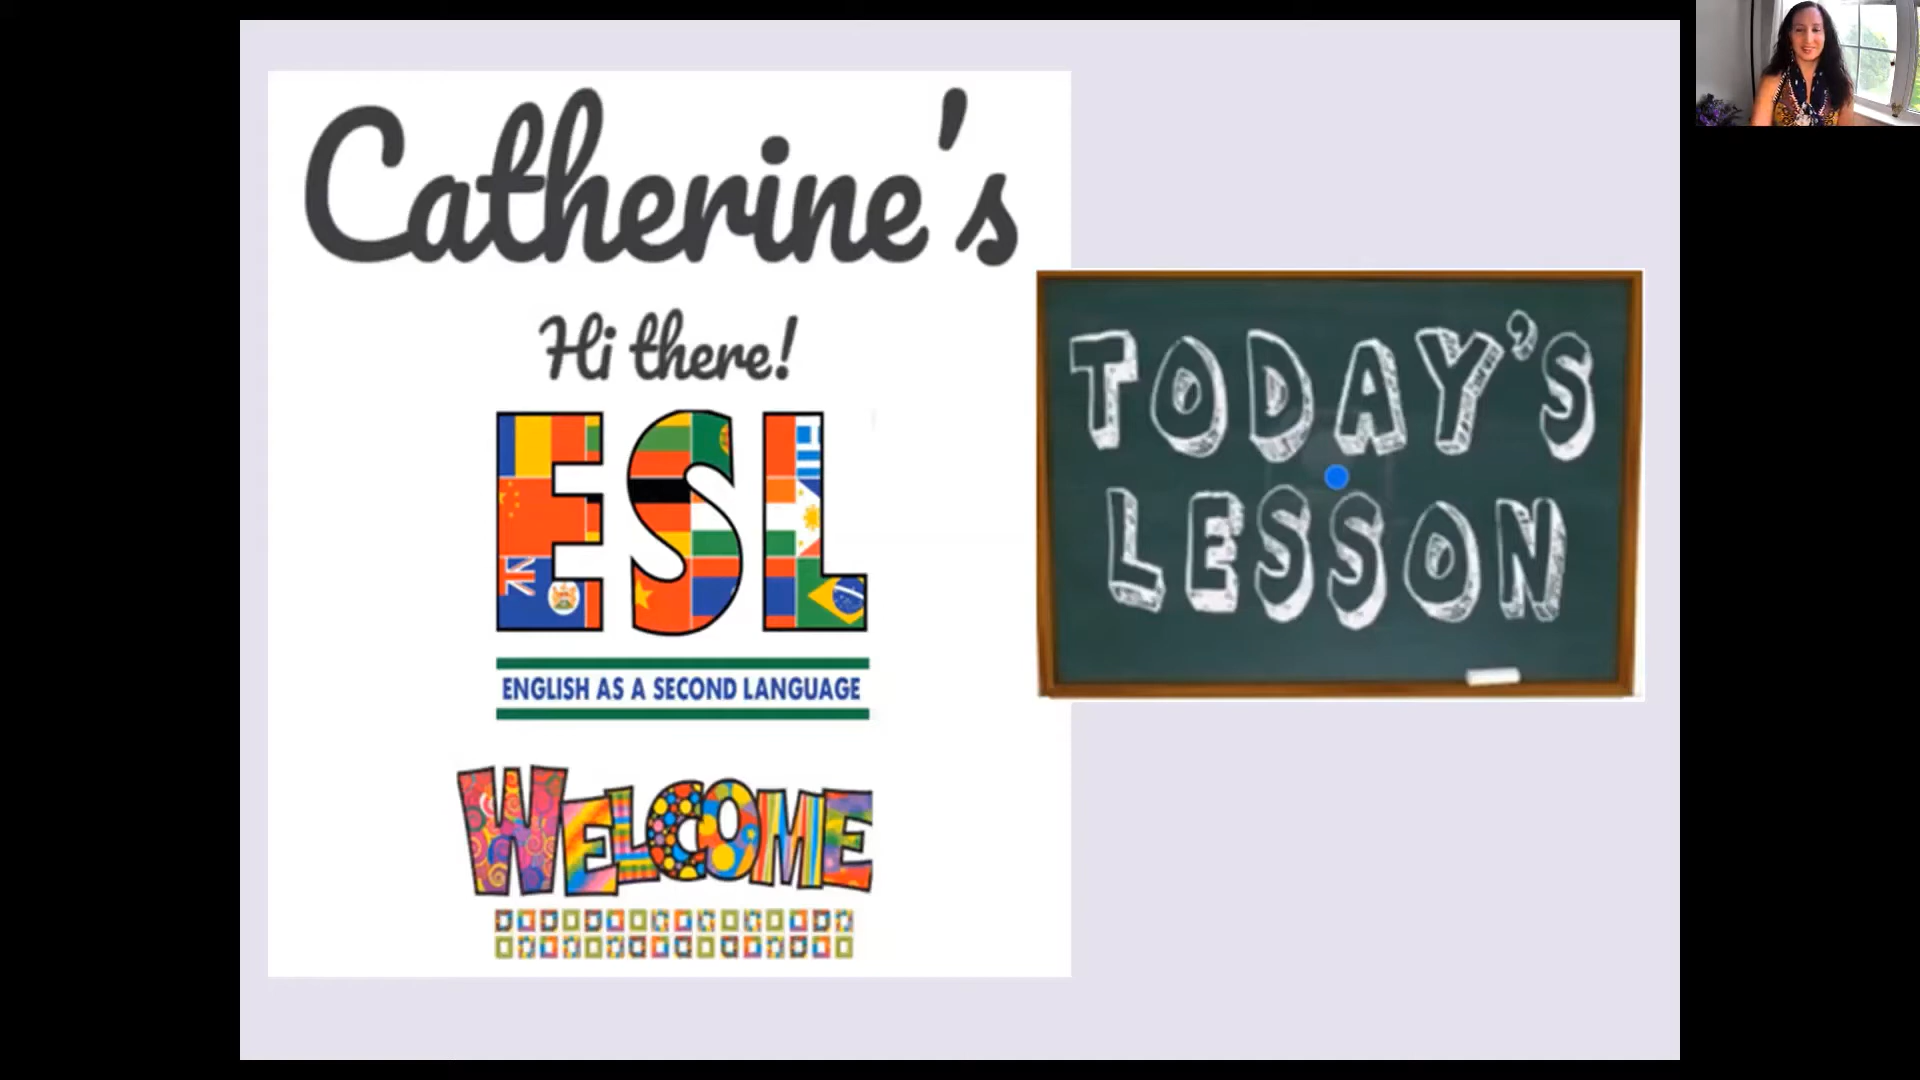 Catherine's
Hi there!
ESL
ENGLISH AS A SECOND LANGUAGE
WELCOME
TODAY'S
LESSON